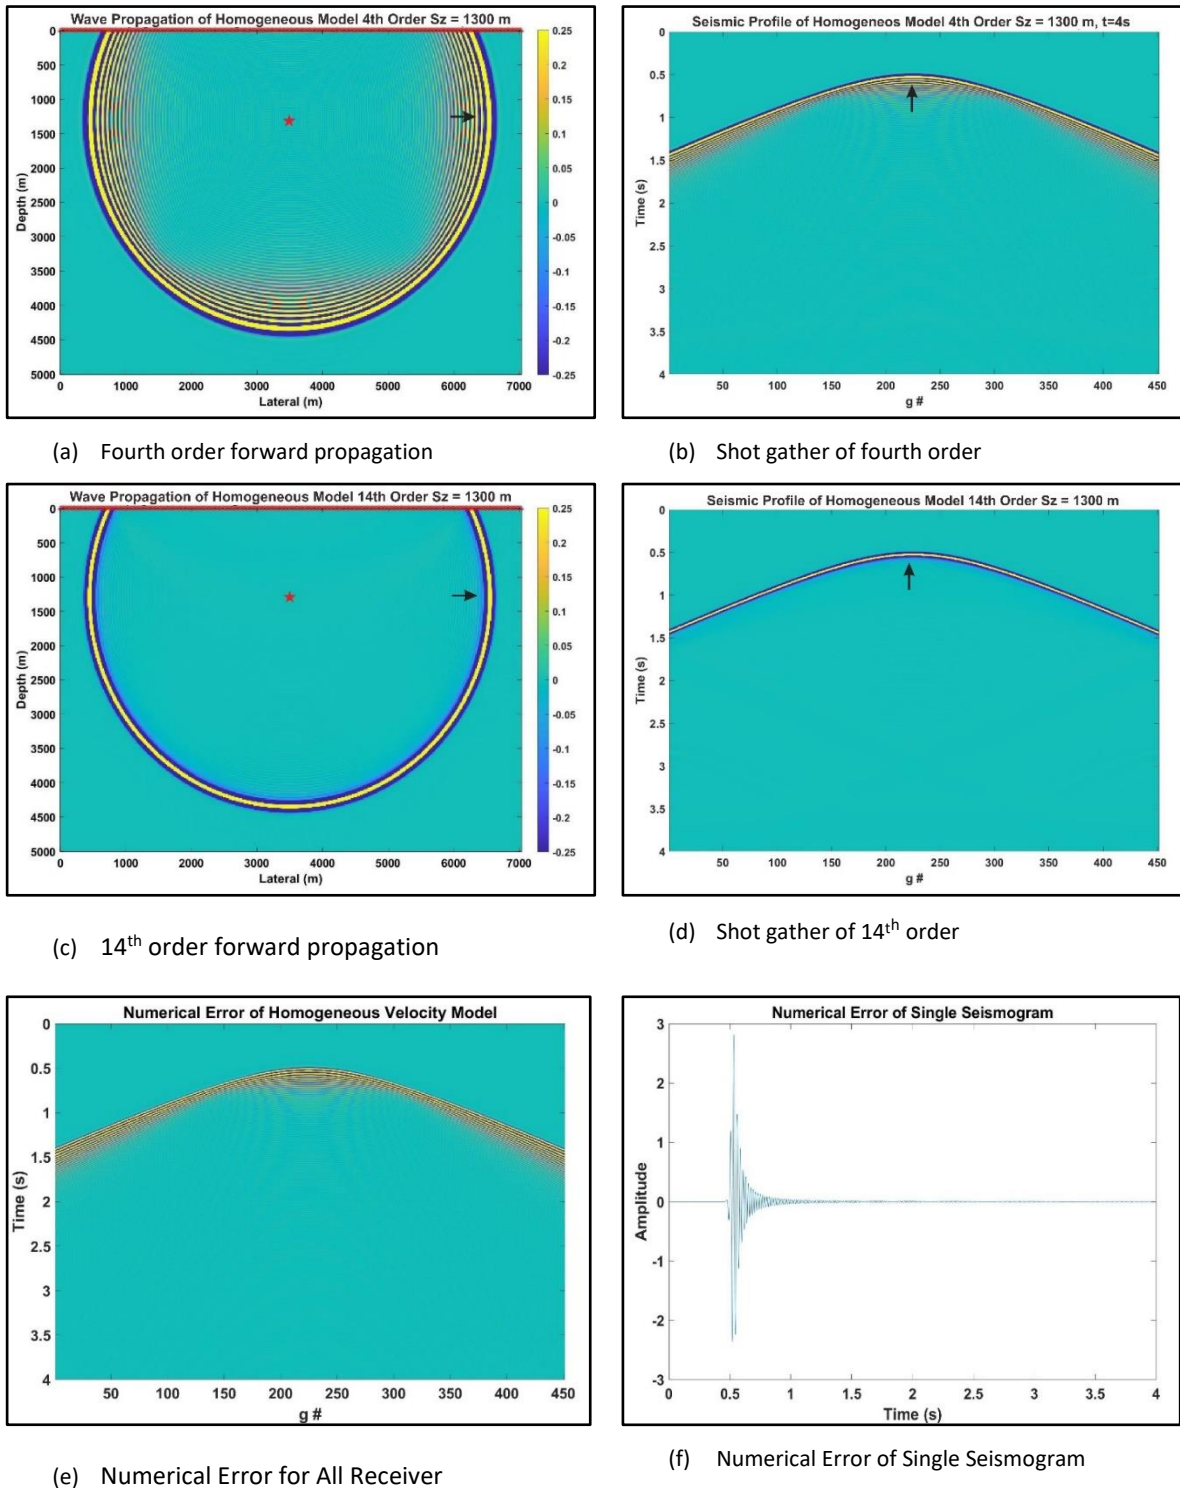 Wave Propagation of Homogeneous Model 4th Order Sz = 1300 m
0
500
1000
1500
2000
2500
3000
3500
4000
4500
5000
Depth (m)
0 1000 2000 3000 4000 5000 6000 7000
Lateral (m)
0.25
0.2
0.15
0.1
0.05
0
-0.05
-0.1
-0.15
-0.2
-0.25
Seismic Profile of Homogeneos Model 4th Order Sz = 1300 m, t=4s
0
0.5
1
1.5
2
2.5
3
3.5
4
Time (s)
50 100 150 200 250 300 350 400 450
g #
(a) Fourth order forward propagation
(b) Shot gather of fourth order
Wave Propagation of Homogeneous Model 14th Order Sz = 1300 m
0
500
1000
1500
2000
2500
3000
3500
4000
4500
5000
Depth (m)
0 1000 2000 3000 4000 5000 6000 7000
Lateral (m)
0.25
0.2
0.15
0.1
0.05
0
-0.05
-0.1
-0.15
-0.2
-0.25
Seismic Profile of Homogeneous Model 14th Order Sz = 1300 m
0
0.5
1
1.5
2
2.5
3
3.5
4
Time (s)
50 100 150 200 250 300 350 400 450
g #
(c) 14th order forward propagation
(d) Shot gather of 14th order
Numerical Error of Homogeneous Velocity Model
0
0.5
1
1.5
2
2.5
3
3.5
4
Time (s)
50 100 150 200 250 300 350 400 450
g #
Numerical Error of Single Seismogram
3
2
1
0
-1
-2
-3
Amplitude
0 0.5 1 1.5 2 2.5 3 3.5 4
Time (s)
(e) Numerical Error for All Receiver
(f) Numerical Error of Single Seismogram